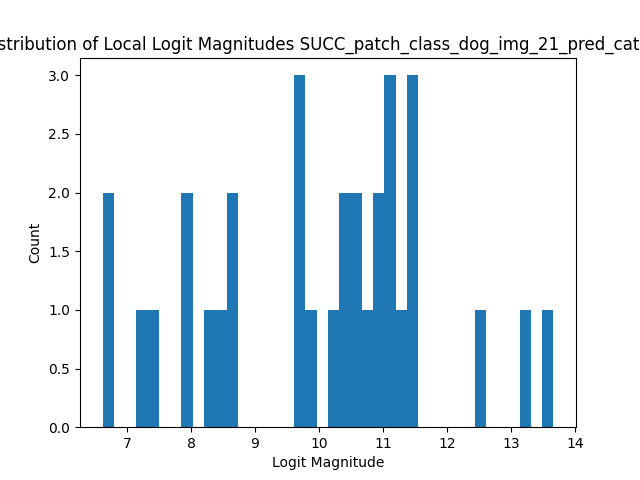 stribution of Local Logit Magnitudes SUCC_patch_class_dog_img_21_pred_cat
3.0
2.5
2.0
1.5
1.0
0.5
0.0
Count
7 8 9 10 11 12 13 14
Logit Magnitude